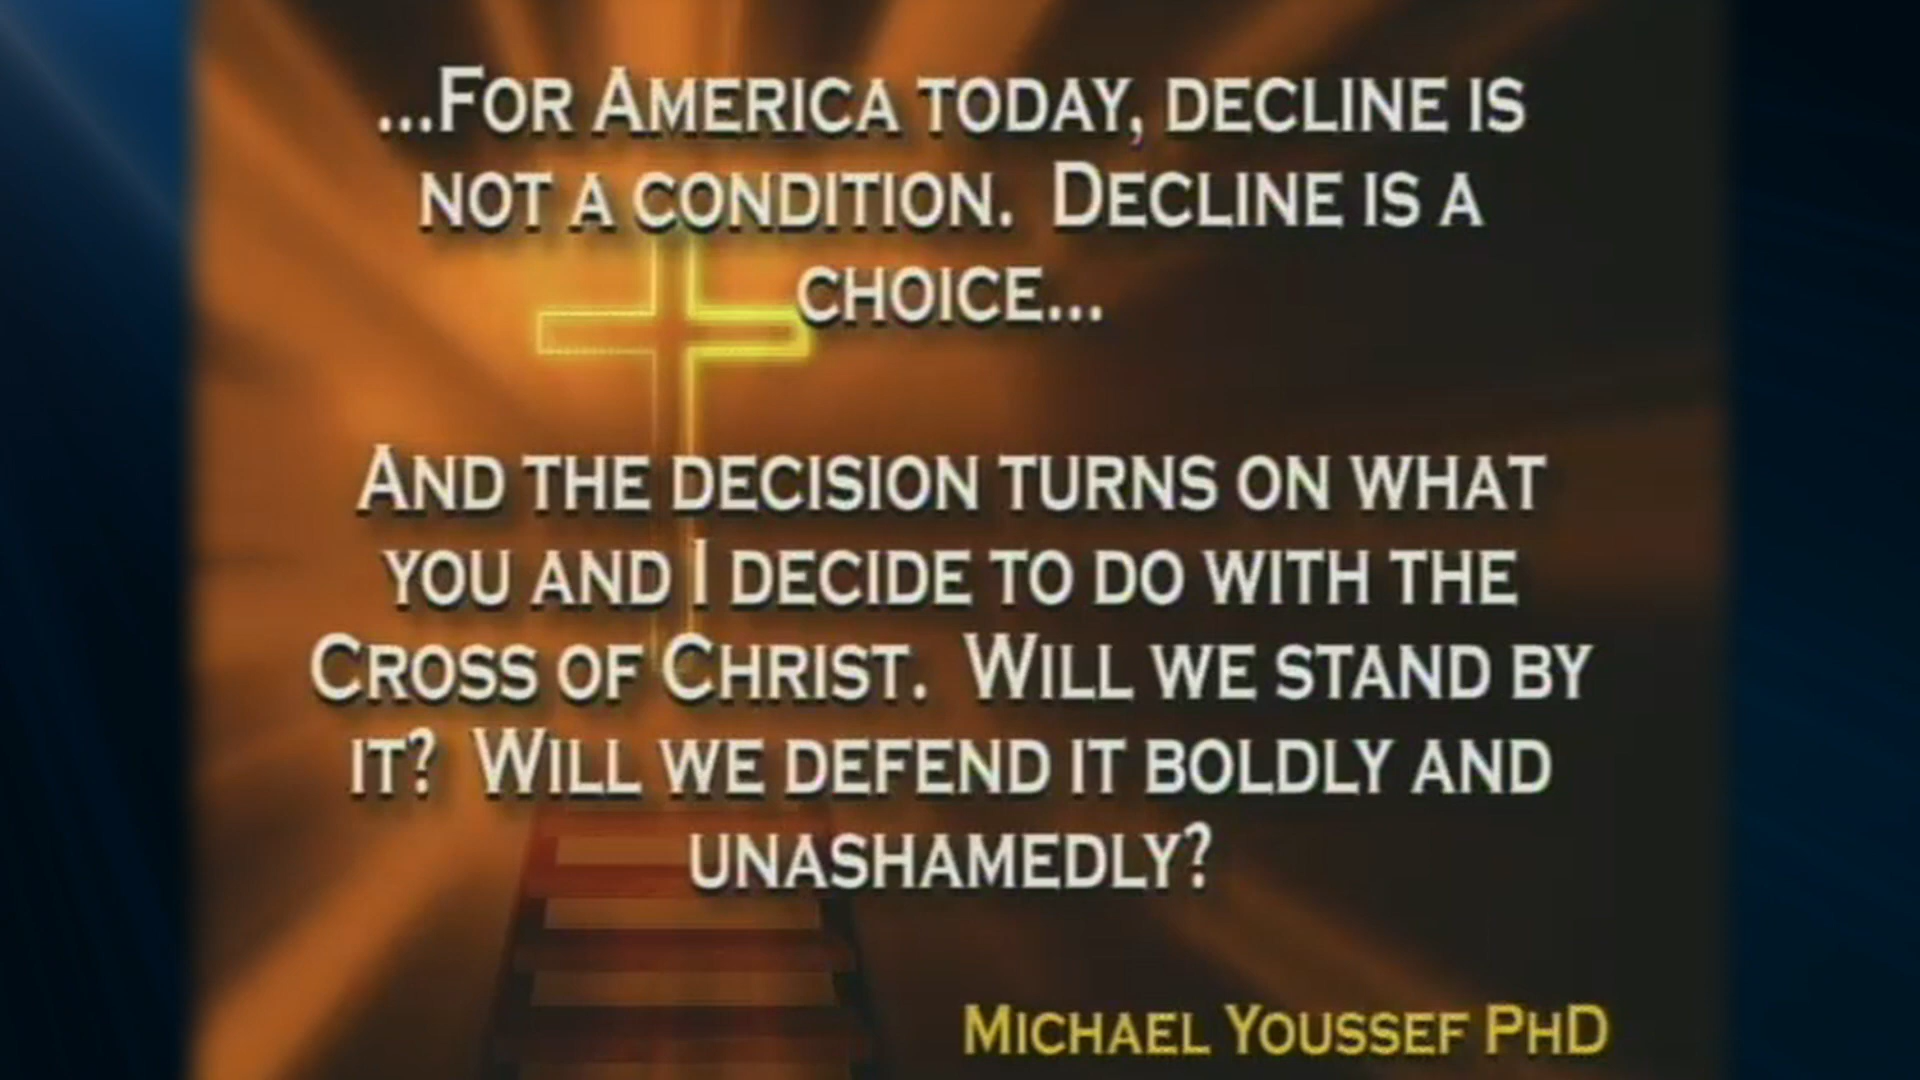 ...FOR AMERICA TODAY, DECLINE IS
NOT A CONDITION. DECLINE IS A
CHOICE...
AND THE DECISION TURNS ON WHAT
YOU AND I DECIDE TO DO WITH THE
CROSS OF CHRIST. WILL WE STAND BY
IT? WILL WE DEFEND IT BOLDLY AND
UNASHAMEDLY?
MICHAEL YOUSSEF PHD